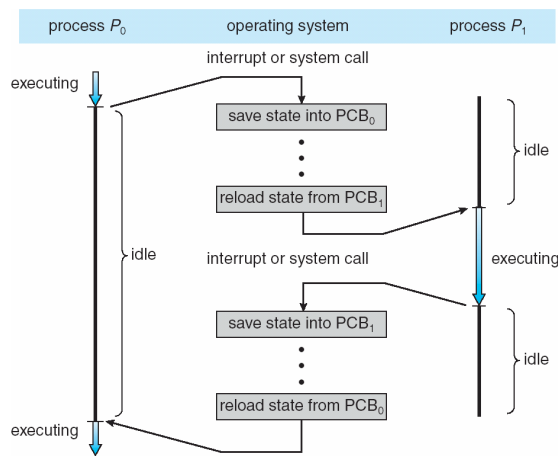 process P₀ operating system process P₁
interrupt or system call
executing
save state into PCB₀
idle
reload state from PCB₁
idle
interrupt or system call
executing
save state into PCB₁
idle
reload state from PCB₀
executing